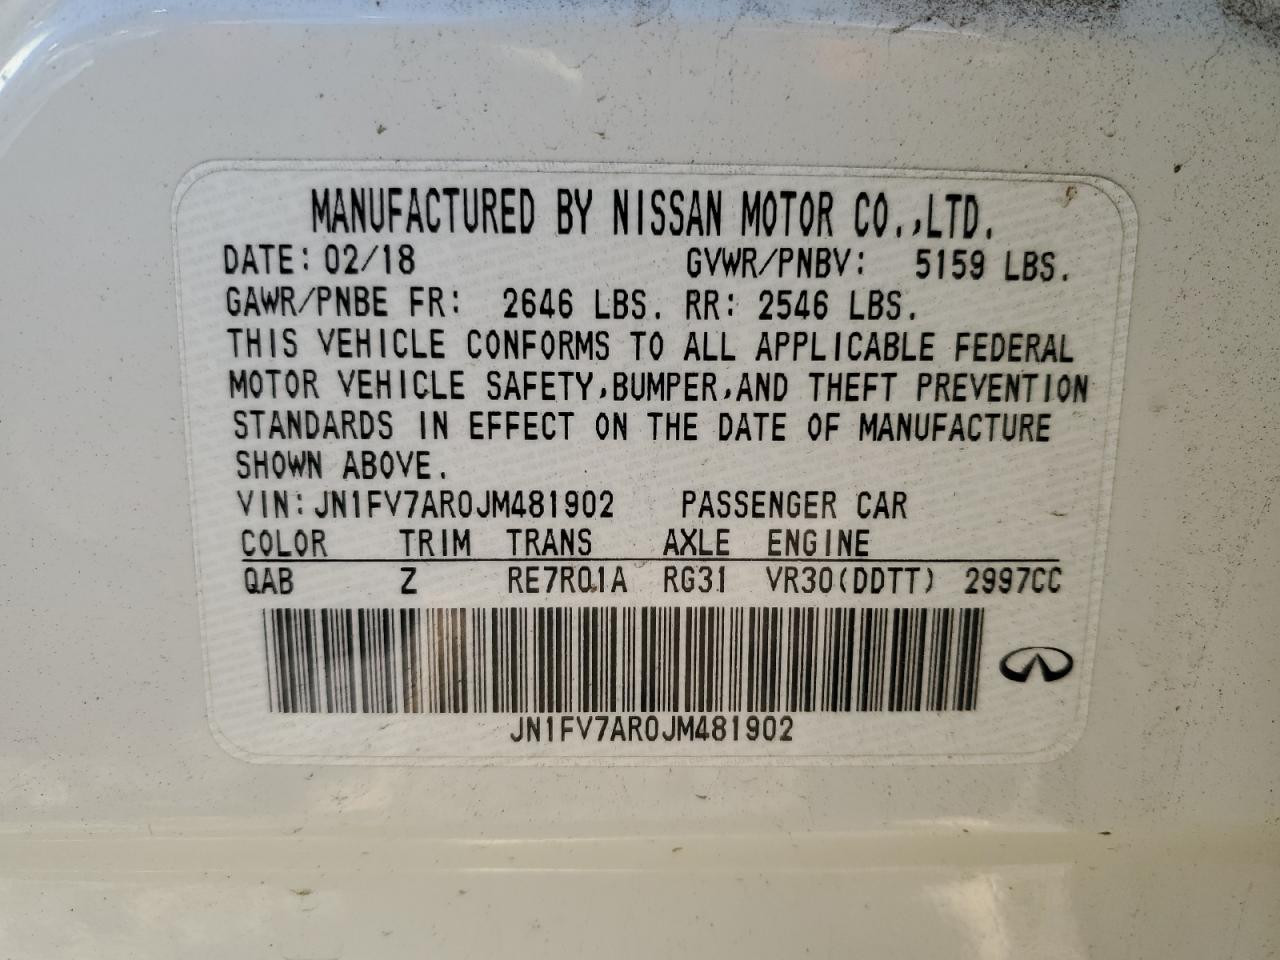 MANUFACTURED BY NISSAN MOTOR CO.,LTD.
DATE: 02/18 GVWR/PNBV: 5159 LBS.
GAWR/PNBE FR: 2646 LBS. RR: 2546 LBS.
THIS VEHICLE CONFORMS TO ALL APPLICABLE FEDERAL
MOTOR VEHICLE SAFETY,BUMPER,AND THEFT PREVENTION
STANDARDS IN EFFECT ON THE DATE OF MANUFACTURE
SHOWN ABOVE.
VIN:JN1FV7AR0JM481902 PASSENGER CAR
COLOR TRIM TRANS AXLE ENGINE
QAB Z RE7R01A RG31 VR30(DDTT) 2997CC
JN1FV7AR0JM481902